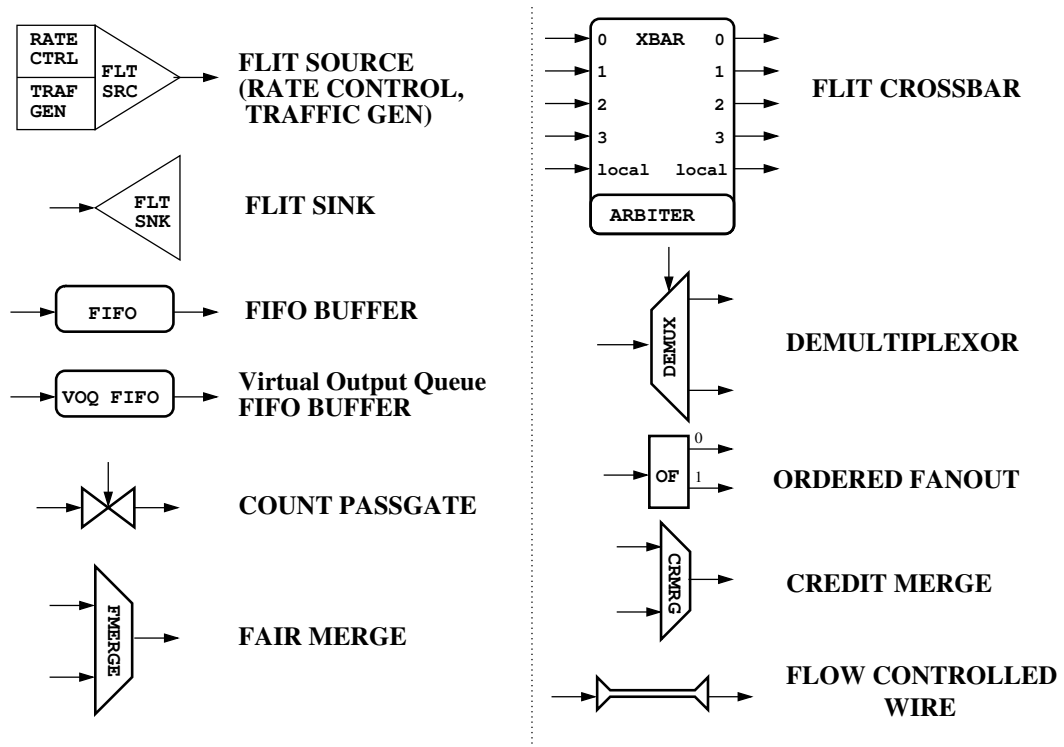 RATE
CTRL
TRAF
GEN
FLT
SRC
FLIT SOURCE
(RATE CONTROL,
TRAFFIC GEN)
FLT
SNK
FLIT SINK
FIFO
FIFO BUFFER
VOQ FIFO
Virtual Output Queue
FIFO BUFFER
COUNT PASSGATE
FMERGE
FAIR MERGE
0 XBAR 0
1 1
2 2
3 3
local local
ARBITER
FLIT CROSSBAR
DEMUX
DEMULTIPLEXOR
OF
0
1
ORDERED FANOUT
CRMRG
CREDIT MERGE
FLOW CONTROLLED
WIRE